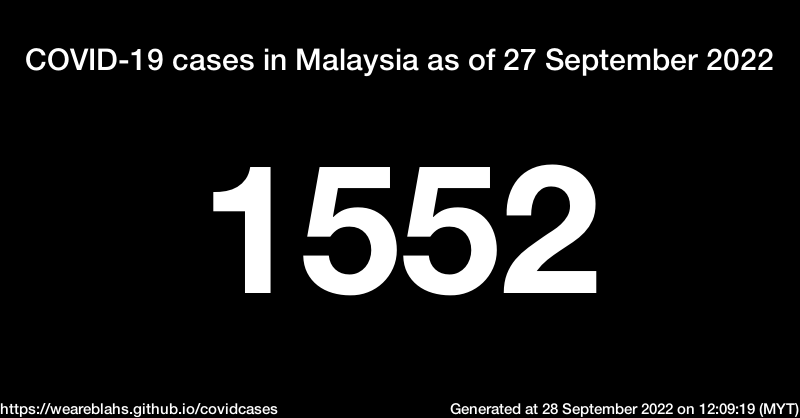 COVID-19 cases in Malaysia as of 27 September 2022
1552
https://weareblahs.github.io/covidcases
Generated at 28 September 2022 on 12:09:19 (MYT)